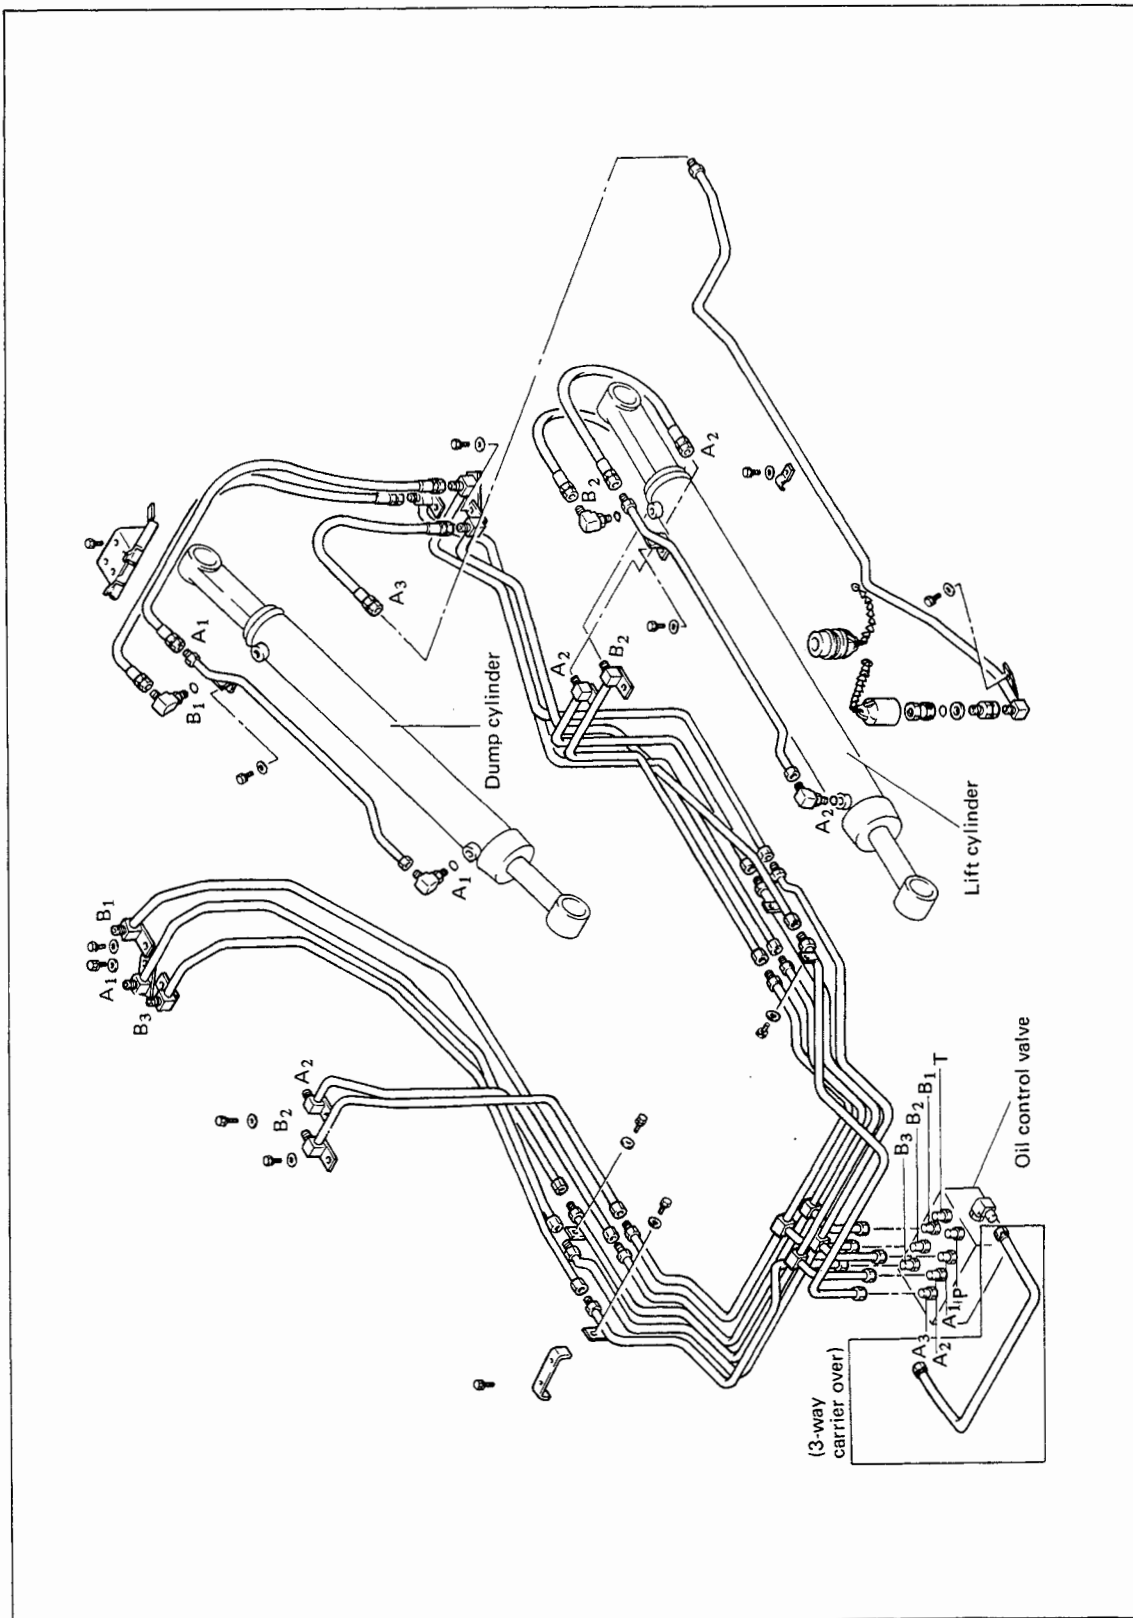 A2
B2
A2
A3
A1
B1
A2
B2
Dump cylinder
A2
Lift cylinder
A1
B1
A1
B3
A2
B2
Oil control valve
T
B1
B2
B3
P
A1
A2
A3
(3-way
carrier over)